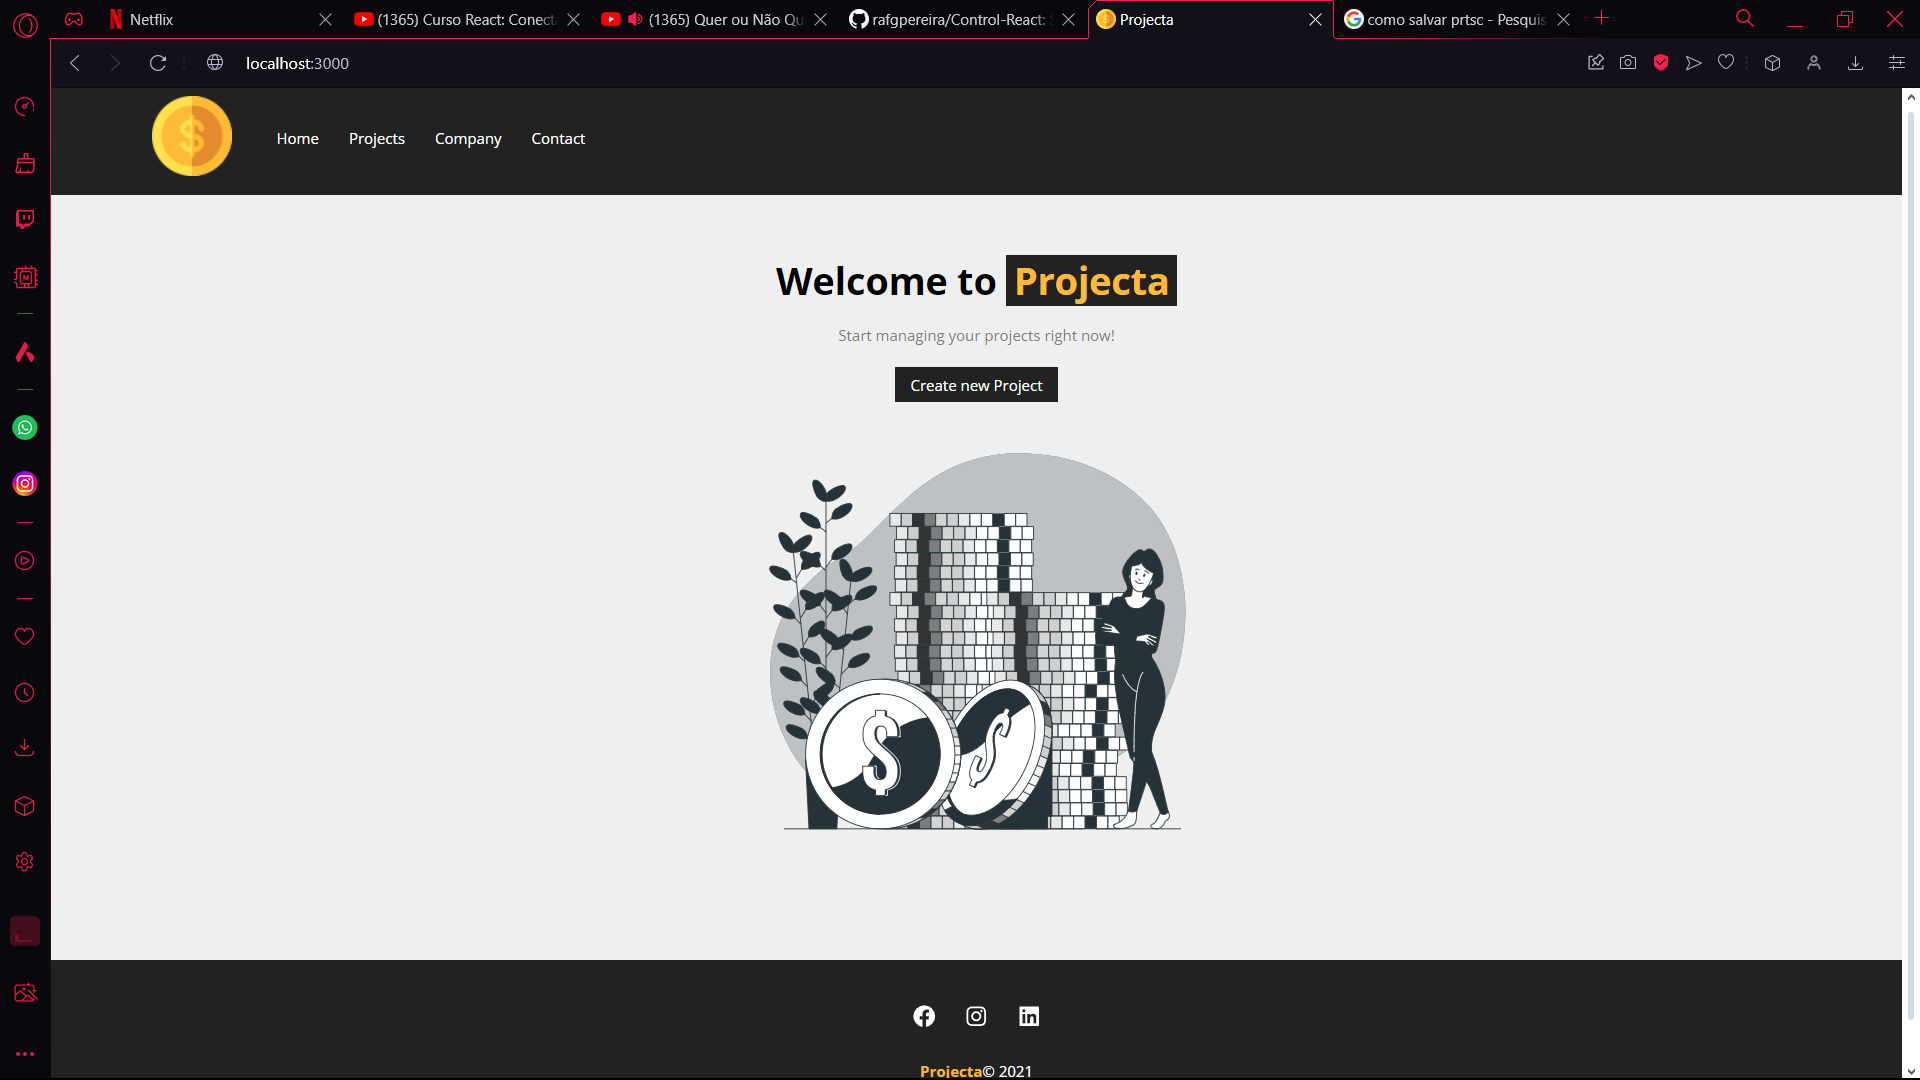 Netflix
(1365) Curso React: Conect
(1365) Quer ou Não Qu
rafgpereira/Control-React:
Projecta
como salvar prtsc - Pesquis
localhost:3000
Home
Projects
Company
Contact
Welcome to Projecta
Start managing your projects right now!
Create new Project
$
$
Projecta© 2021